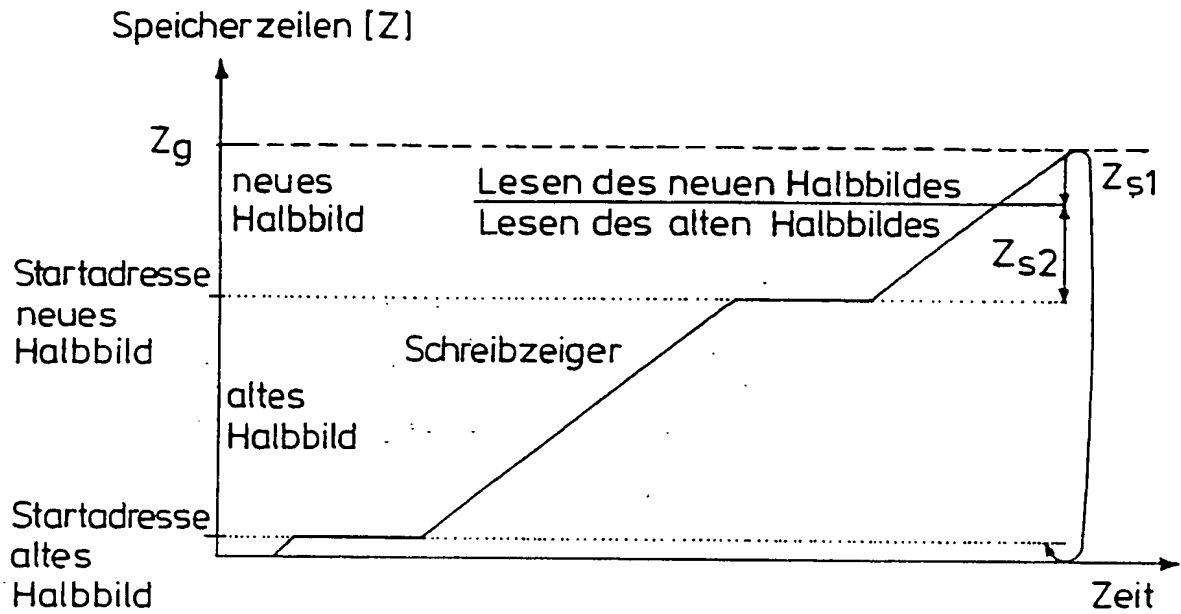 Speicherzeilen [Z]
Zg
neues
Halbbild
Lesen des neuen Halbbildes
Lesen des alten Halbbildes
Zs1
Zs2
Startadresse
neues
Halbbild
Schreibzeiger
altes
Halbbild
Startadresse
altes
Halbbild
Zeit